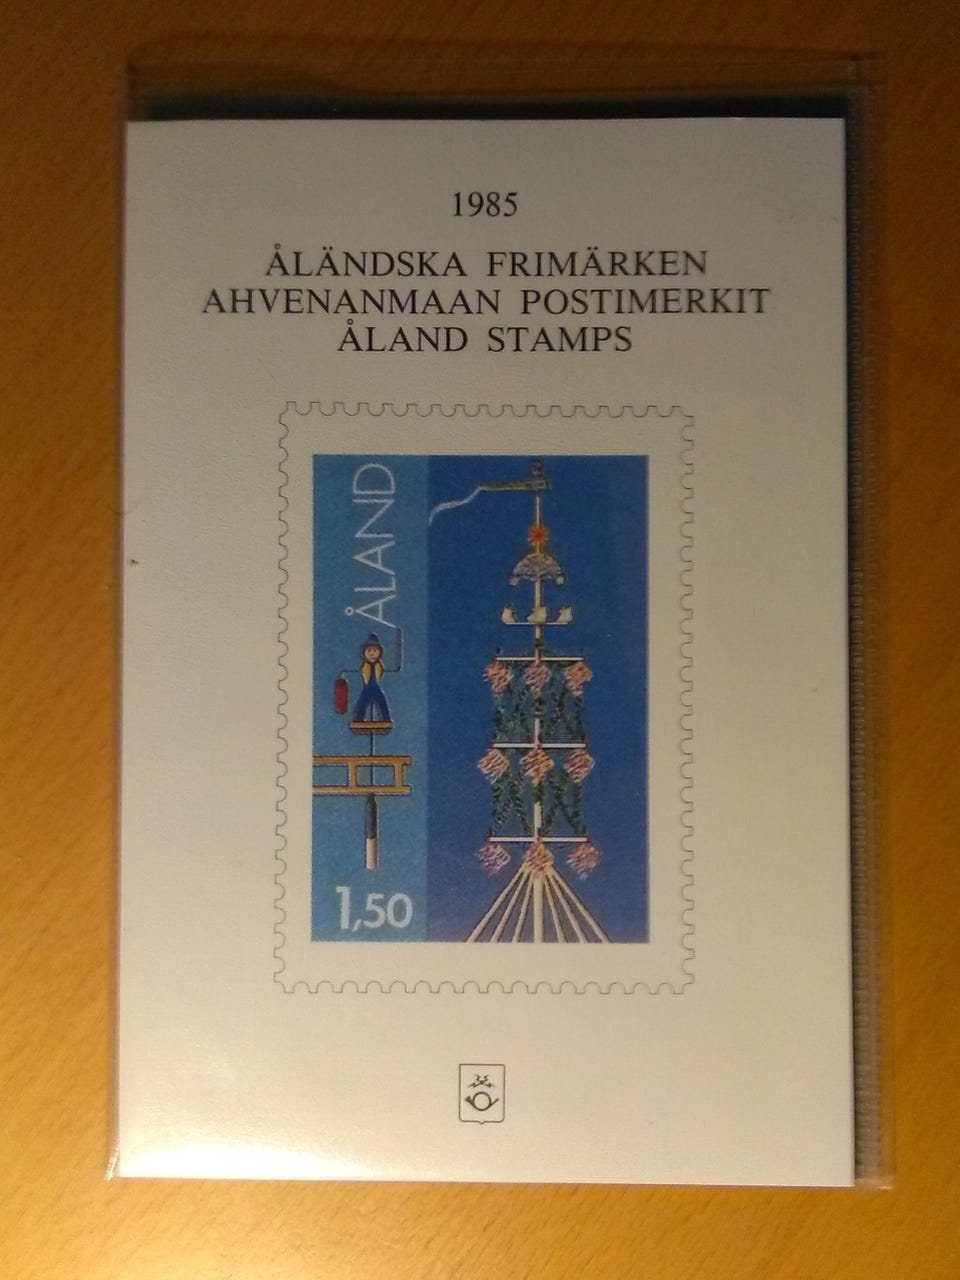 1985
ÅLÄNDSKA FRIMÄRKEN
AHVENANMAAN POSTIMERKIT
ÅLAND STAMPS
ÅLAND
1,50